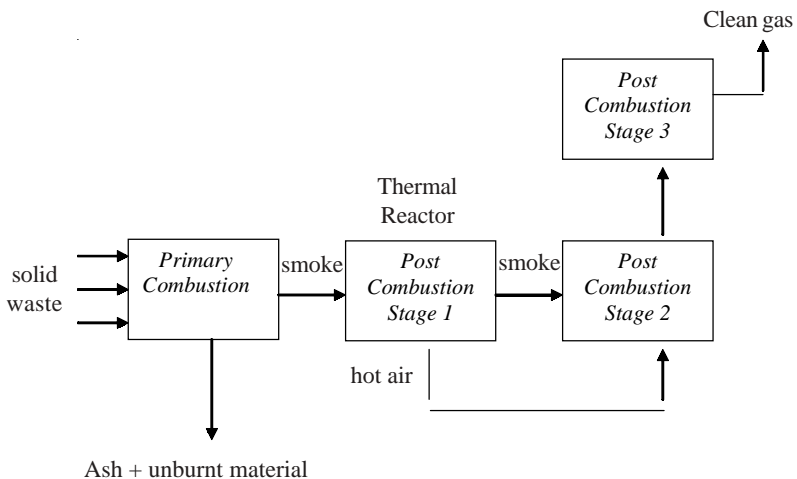 Clean gas
Post
Combustion
Stage 3
Thermal
Reactor
solid
waste
Primary
Combustion
smoke
Post
Combustion
Stage 1
smoke
Post
Combustion
Stage 2
hot air
Ash + unburnt material